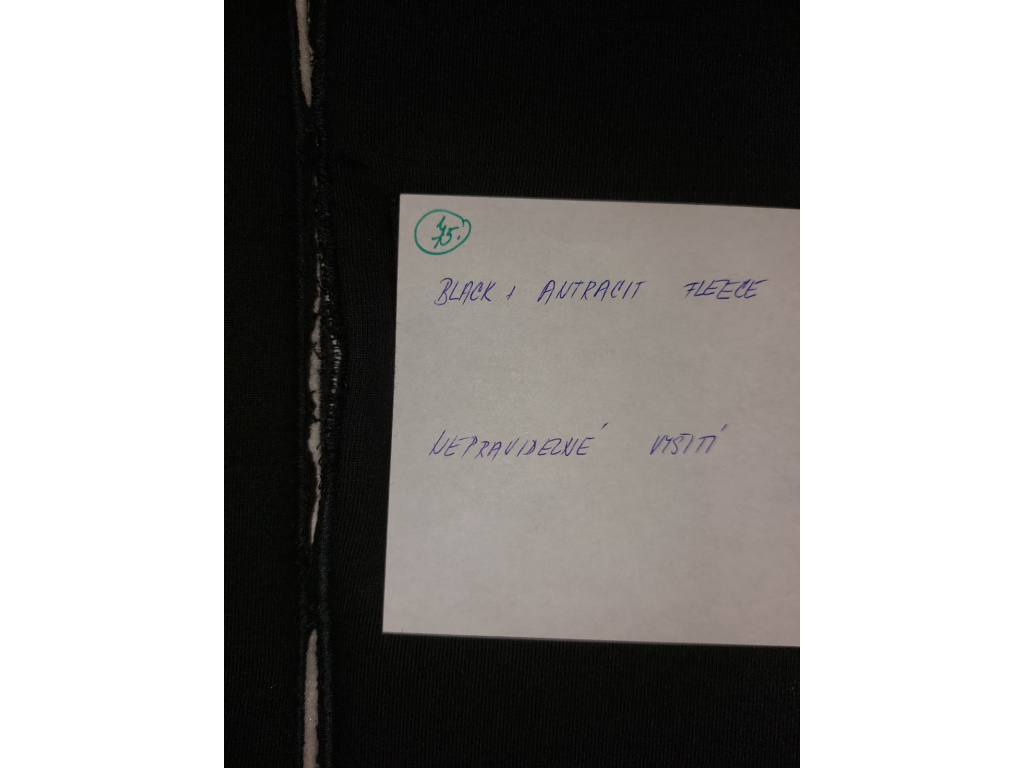 75.
BLACK + ANTRACIT FLEECE
NEPRAVIDELNÉ VYŠITÍ